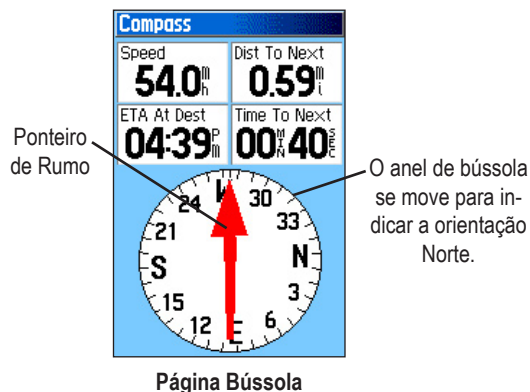 Compass
Speed
54.0 m h
Dist To Next
0.59 m i
ETA At Dest
04:39 P m
Time To Next
00 MIN 40 SEC
Ponteiro
de Rumo
O anel de bússola
se move para in-
dicar a orientação
Norte.
W
30
33
N
3
6
E
12
15
S
21
24
Página Bússola